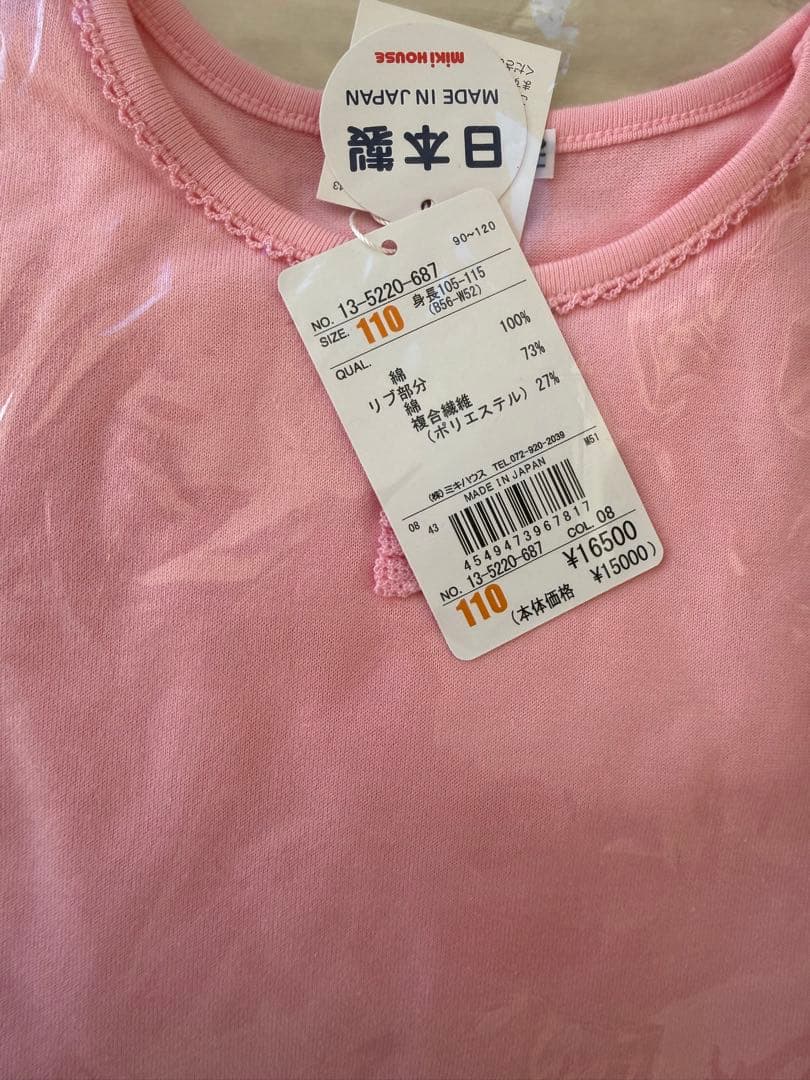 miki HOUSE
MADE IN JAPAN
日本製
90~120
NO. 13-5220-687
SIZE. 110 身長105-115
(B56-W52)
QUAL.
綿 100%
リブ部分
綿 73%
複合繊維
(ポリエステル) 27%
(株)ミキハウス TEL.072-920-2039
MADE IN JAPAN
M51
08 43
4549473967817
NO. 13-5220-687 COL. 08
110 ¥16500
(本体価格 ¥15000)